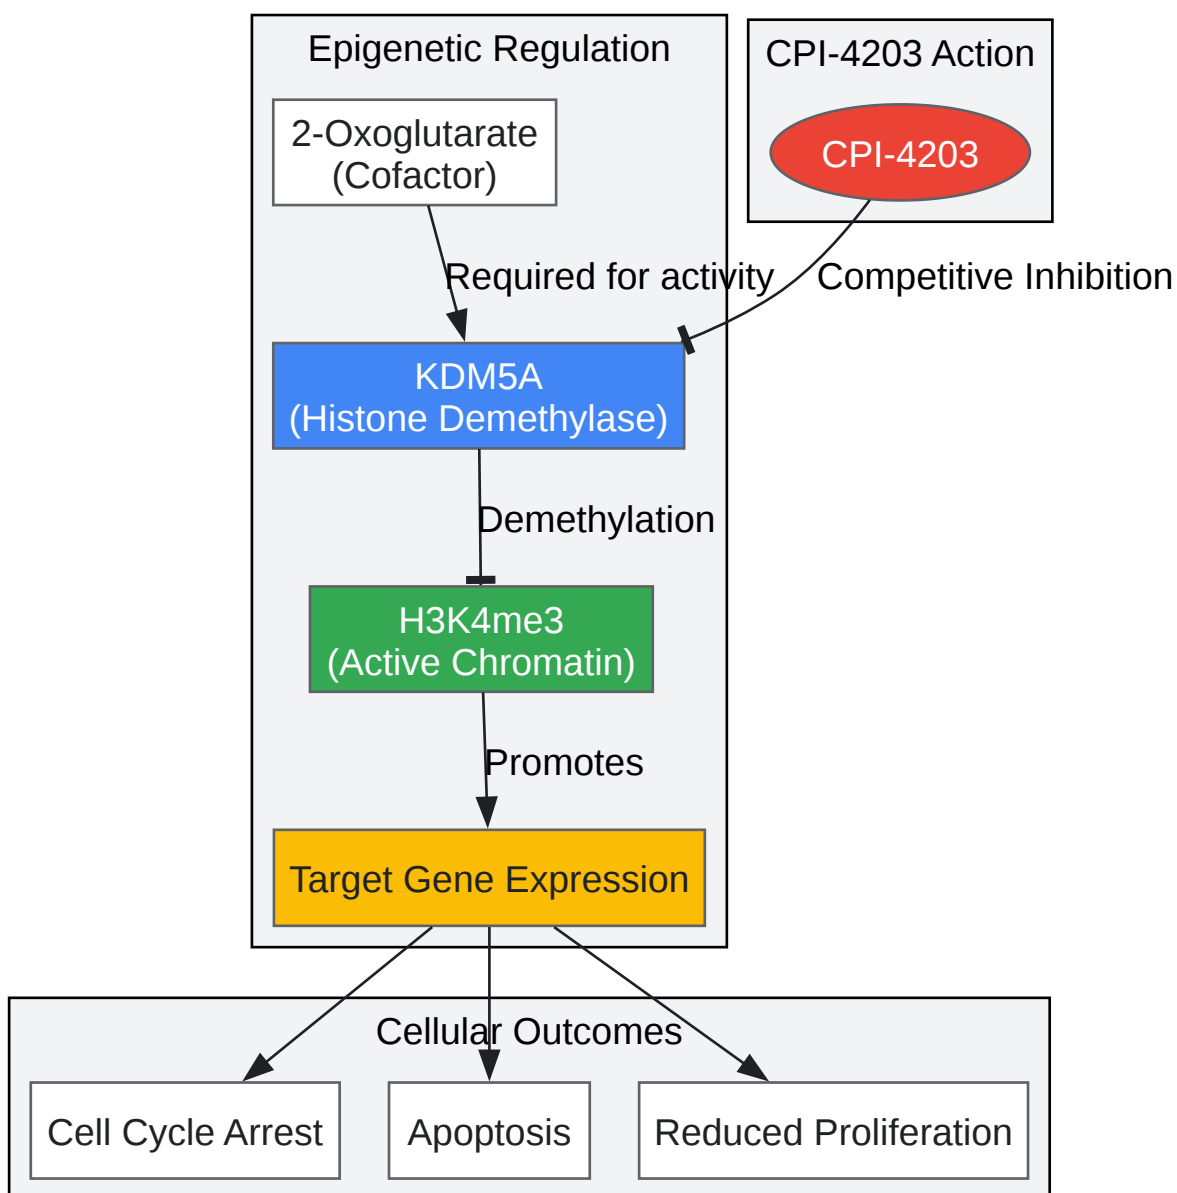 Epigenetic Regulation
CPI-4203 Action
2-Oxoglutarate
(Cofactor)
CPI-4203
Required for activity
Competitive Inhibition
KDM5A
(Histone Demethylase)
Demethylation
H3K4me3
(Active Chromatin)
Promotes
Target Gene Expression
Cellular Outcomes
Cell Cycle Arrest
Apoptosis
Reduced Proliferation